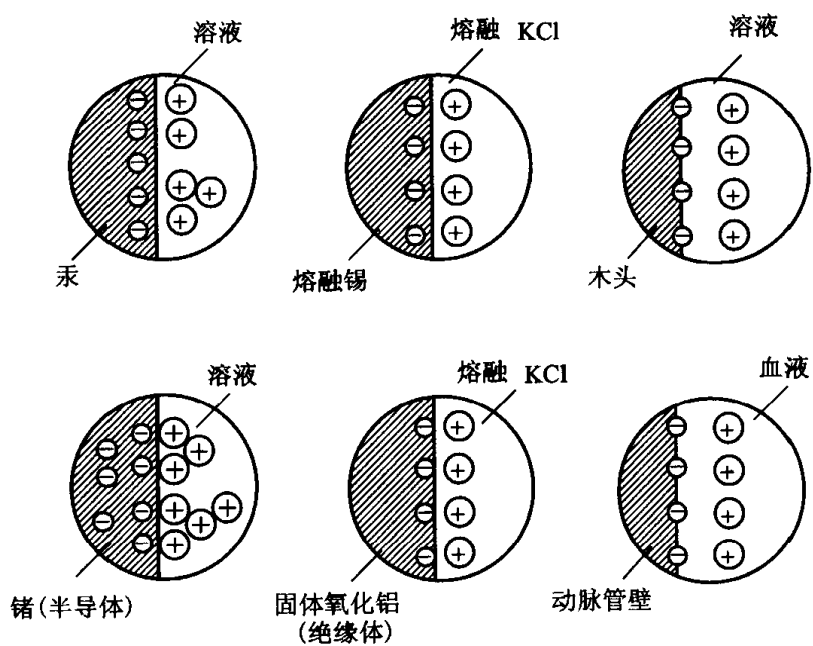 溶液
熔融 KCl
溶液
汞
熔融锡
木头
溶液
熔融 KCl
血液
锗(半导体)
固体氧化铝
(绝缘体)
动脉管壁